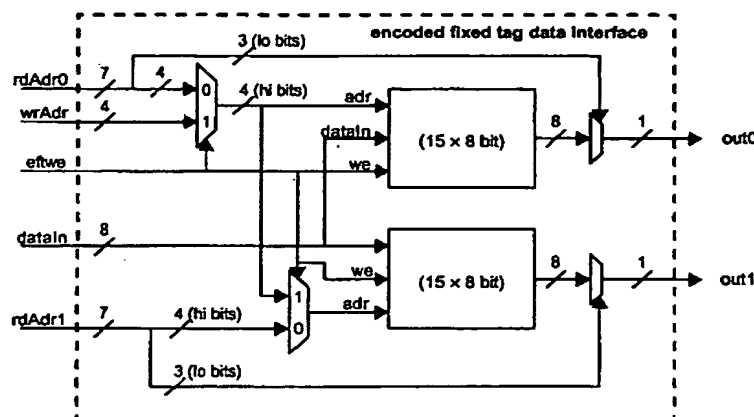 encoded fixed tag data interface
3 (lo bits)
rdAdr0
7
4
0
4 (hi bits)
adr
wrAdr
4
1
dataIn
(15 × 8 bit)
8
1
out0
eftwe
we
dataIn
8
we
(15 × 8 bit)
8
1
out1
1
adr
rdAdr1
7
4 (hi bits)
0
3 (lo bits)